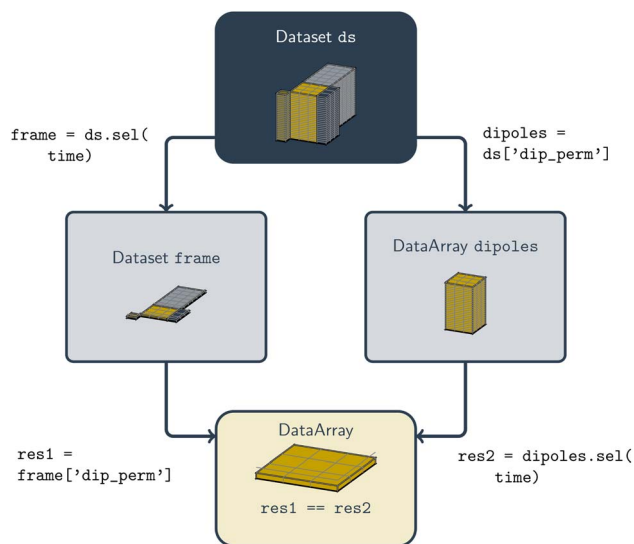 Dataset ds
frame = ds.sel(
time)
dipoles =
ds['dip_perm']
Dataset frame
DataArray dipoles
res1 =
frame['dip_perm']
DataArray
res1 == res2
res2 = dipoles.sel(
time)